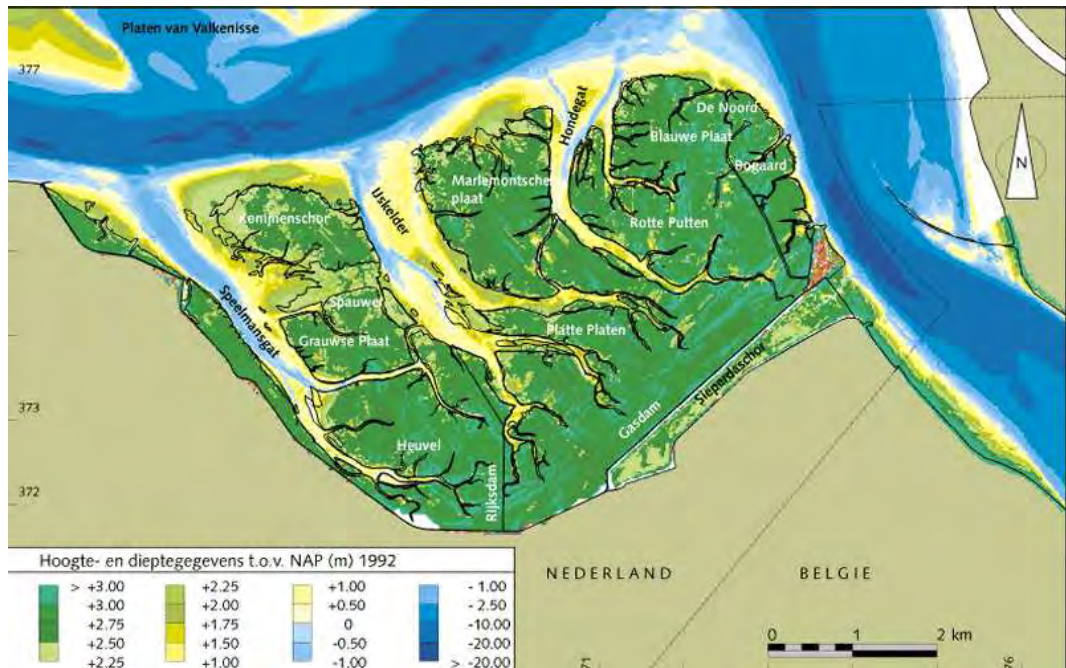 Platen van Valkenisse
377
Hondegat
De Noord
Blauwe Plaat
Bogaard
Marlemontsche
plaat
IJskelder
Kenijnenschor
Rotte Putten
N
Speelmansgat
Spauwer
Grauwse Plaat
Platte Platen
Sieperdaschor
Gasdam
373
Heuvel
Rijksdam
372
Hoogte- en dieptegegevens t.o.v. NAP (m) 1992
> +3.00
+3.00
+2.75
+2.50
+2.25
+2.25
+2.00
+1.75
+1.50
+1.00
+1.00
+0.50
0
-0.50
-1.00
- 1.00
- 2.50
-10.00
-20.00
> -20.00
NEDERLAND
BELGIE
0 1 2 km
71
76